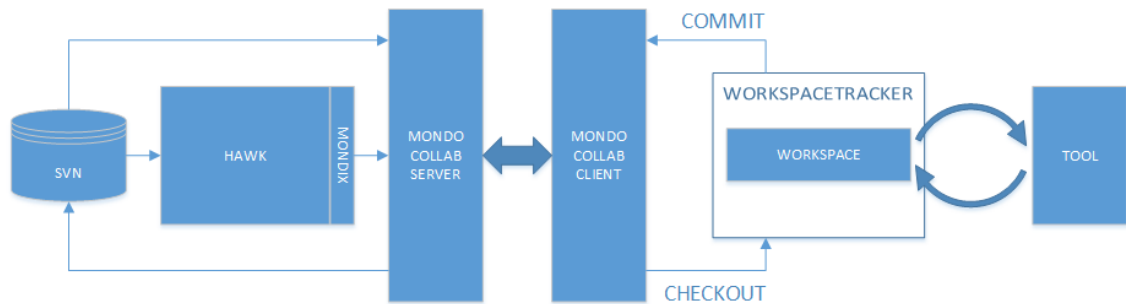 COMMIT
WORKSPACETRACKER
SVN
HAWK
MONDIX
MONDO
COLLAB
SERVER
MONDO
COLLAB
CLIENT
WORKSPACE
TOOL
CHECKOUT